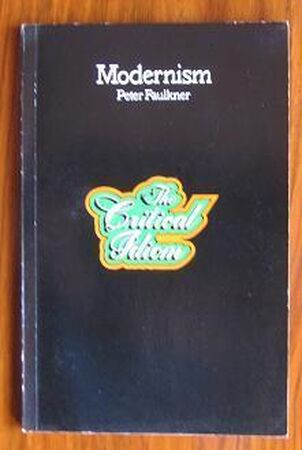 Modernism
Peter Faulkner
The
Critical
Idiom